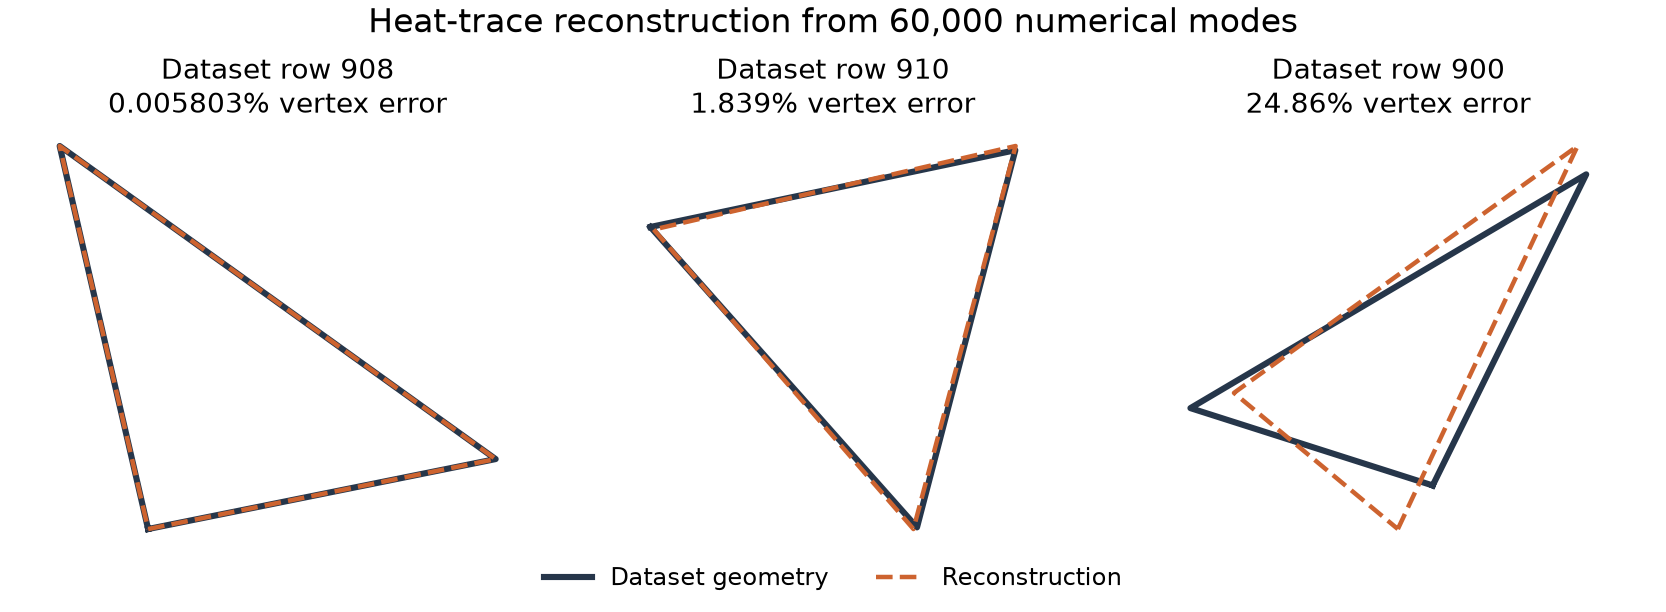 Heat-trace reconstruction from 60,000 numerical modes
Dataset row 908
0.005803% vertex error
Dataset row 910
1.839% vertex error
Dataset row 900
24.86% vertex error
Dataset geometry
Reconstruction